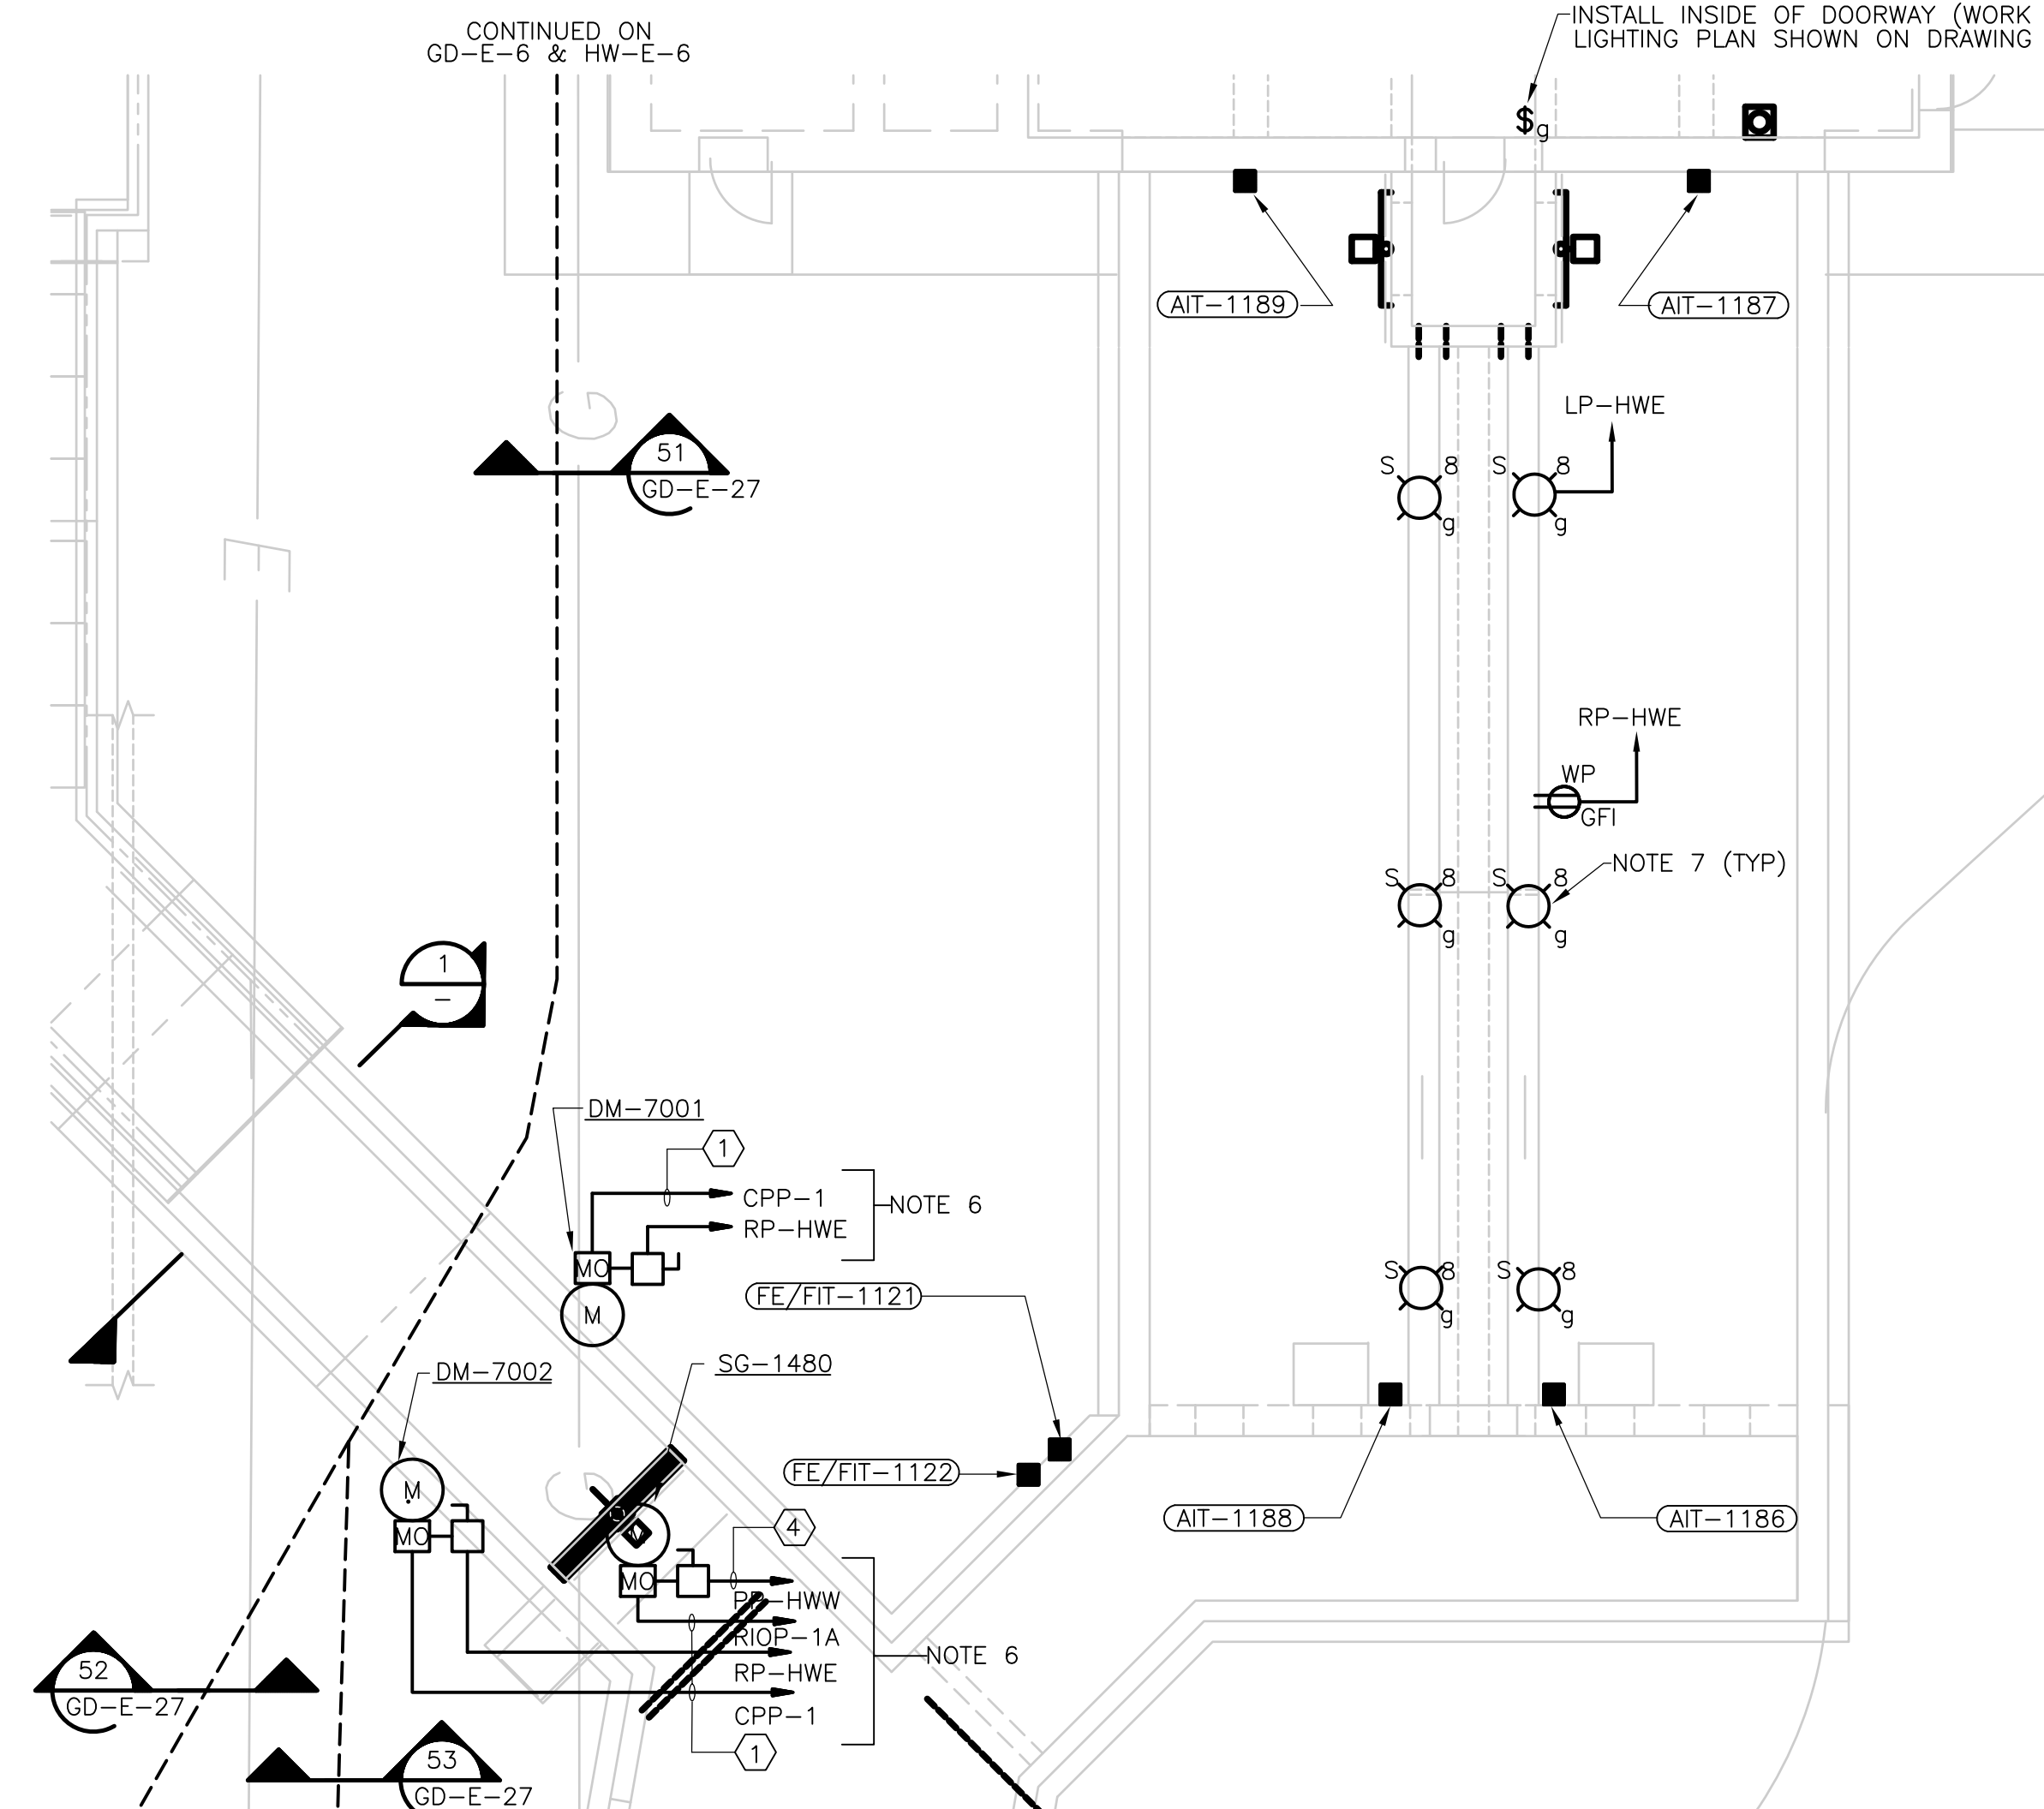 CONTINUED ON
GD-E-6 & HW-E-6
INSTALL INSIDE OF DOORWAY (WORK
LIGHTING PLAN SHOWN ON DRAWING
$g
AIT-1189
AIT-1187
G
51
GD-E-27
LP-HWE
S 8
g
S 8
g
RP-HWE
WP
GFI
NOTE 7 (TYP)
S 8
g
S 8
g
1
-
DM-7001
1
CPP-1
RP-HWE
NOTE 6
MO
M
FE/FIT-1121
S 8
g
S 8
g
DM-7002
SG-1480
FE/FIT-1122
M
MO
G
M
MO
4
AIT-1188
AIT-1186
PP-HWW
RIOP-1A
RP-HWE
CPP-1
NOTE 6
1
52
GD-E-27
53
GD-E-27